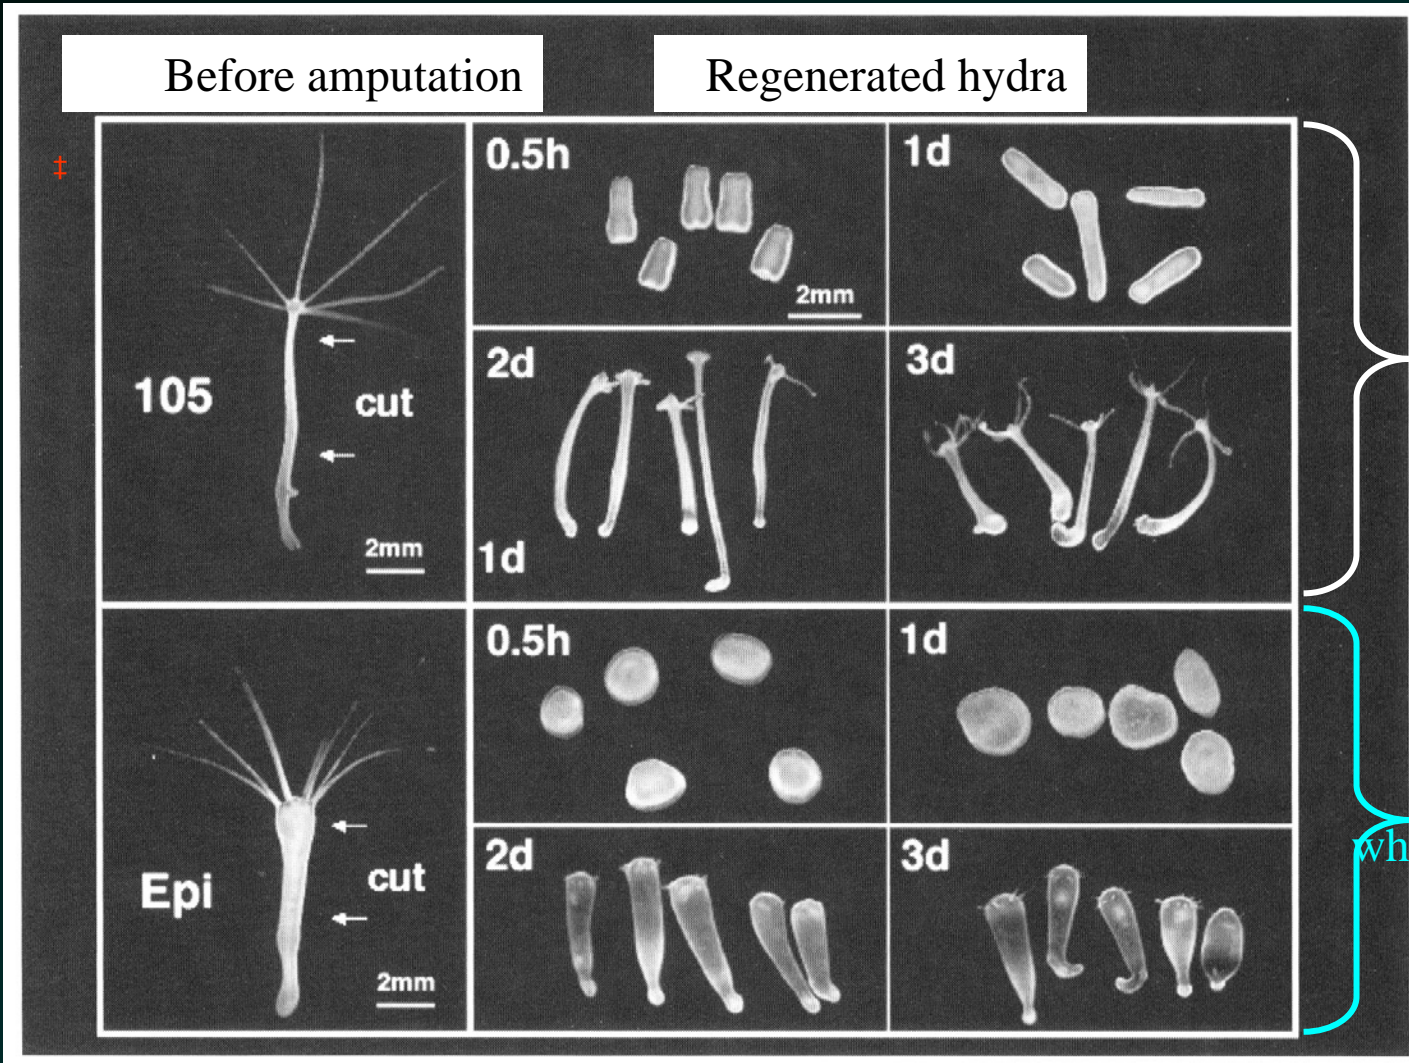 Before amputation
Regenerated hydra
‡
105
cut
2mm
0.5h
2mm
1d
2d
1d
3d
Epi
cut
2mm
0.5h
1d
2d
3d
wh